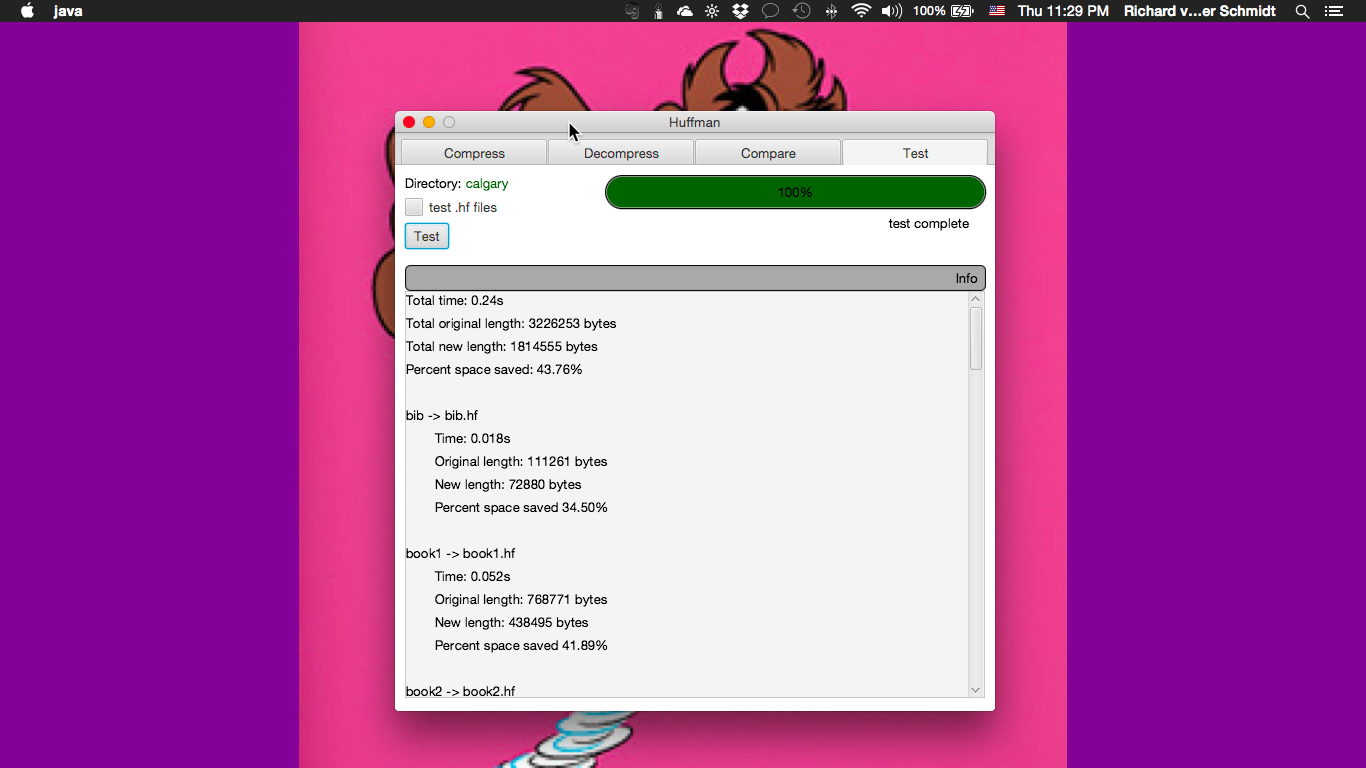 java 100% Thu 11:29 PM Richard v...er Schmidt
Huffman
Compress Decompress Compare Test
Directory: calgary
100%
test .hf files
test complete
Test
Info
Total time: 0.24s
Total original length: 3226253 bytes
Total new length: 1814555 bytes
Percent space saved: 43.76%
bib -> bib.hf
Time: 0.018s
Original length: 111261 bytes
New length: 72880 bytes
Percent space saved 34.50%
book1 -> book1.hf
Time: 0.052s
Original length: 768771 bytes
New length: 438495 bytes
Percent space saved 41.89%
book2 -> book2.hf